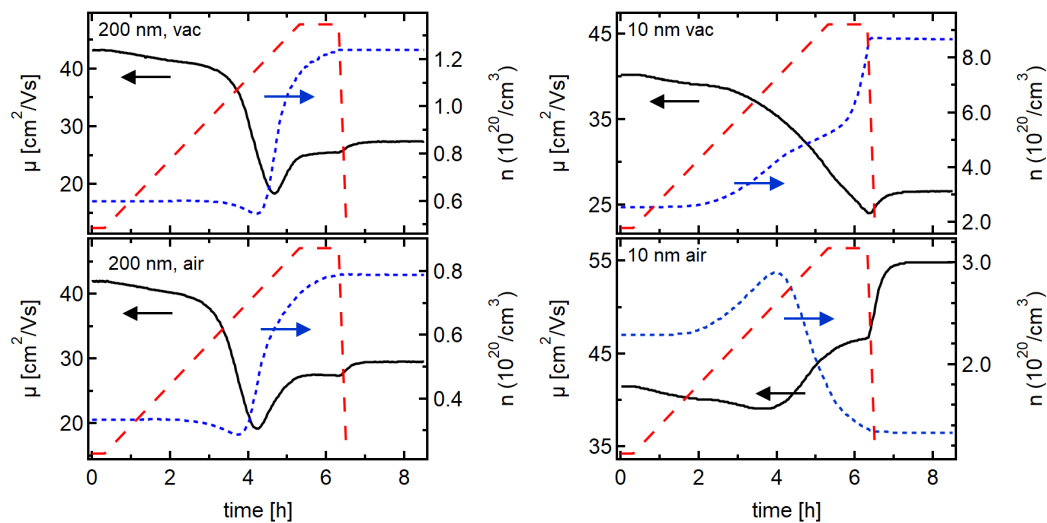 200 nm, vac
40
30
20
μ [cm²/Vs]
1.2
1.0
0.8
0.6
n (10²⁰/cm³)
10 nm vac
45
35
25
μ [cm²/Vs]
8.0
6.0
4.0
2.0
n (10²⁰/cm³)
200 nm, air
40
30
20
μ [cm²/Vs]
0.8
0.6
0.4
n (10²⁰/cm³)
0 2 4 6 8
time [h]
10 nm air
55
45
35
μ [cm²/Vs]
3.0
2.0
n (10²⁰/cm³)
0 2 4 6 8
time [h]